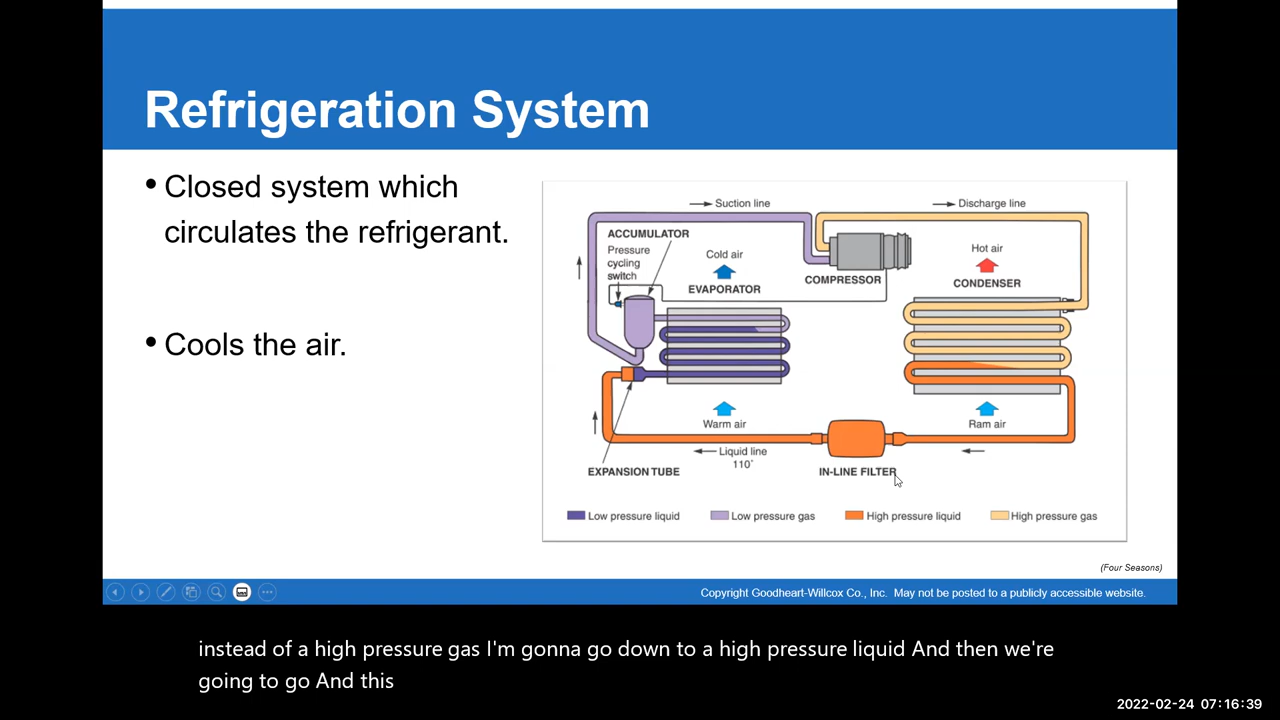 Refrigeration System
• Closed system which
circulates the refrigerant.
• Cools the air.
Suction line
Discharge line
ACCUMULATOR
Pressure
cycling
switch
Cold air
EVAPORATOR
COMPRESSOR
Hot air
CONDENSER
Warm air
Ram air
Liquid line
110°
EXPANSION TUBE
IN-LINE FILTER
Low pressure liquid
Low pressure gas
High pressure liquid
High pressure gas
(Four Seasons)
Copyright Goodheart-Willcox Co., Inc. May not be posted to a publicly accessible website.
instead of a high pressure gas I'm gonna go down to a high pressure liquid And then we're
going to go And this
2022-02-24 07:16:39